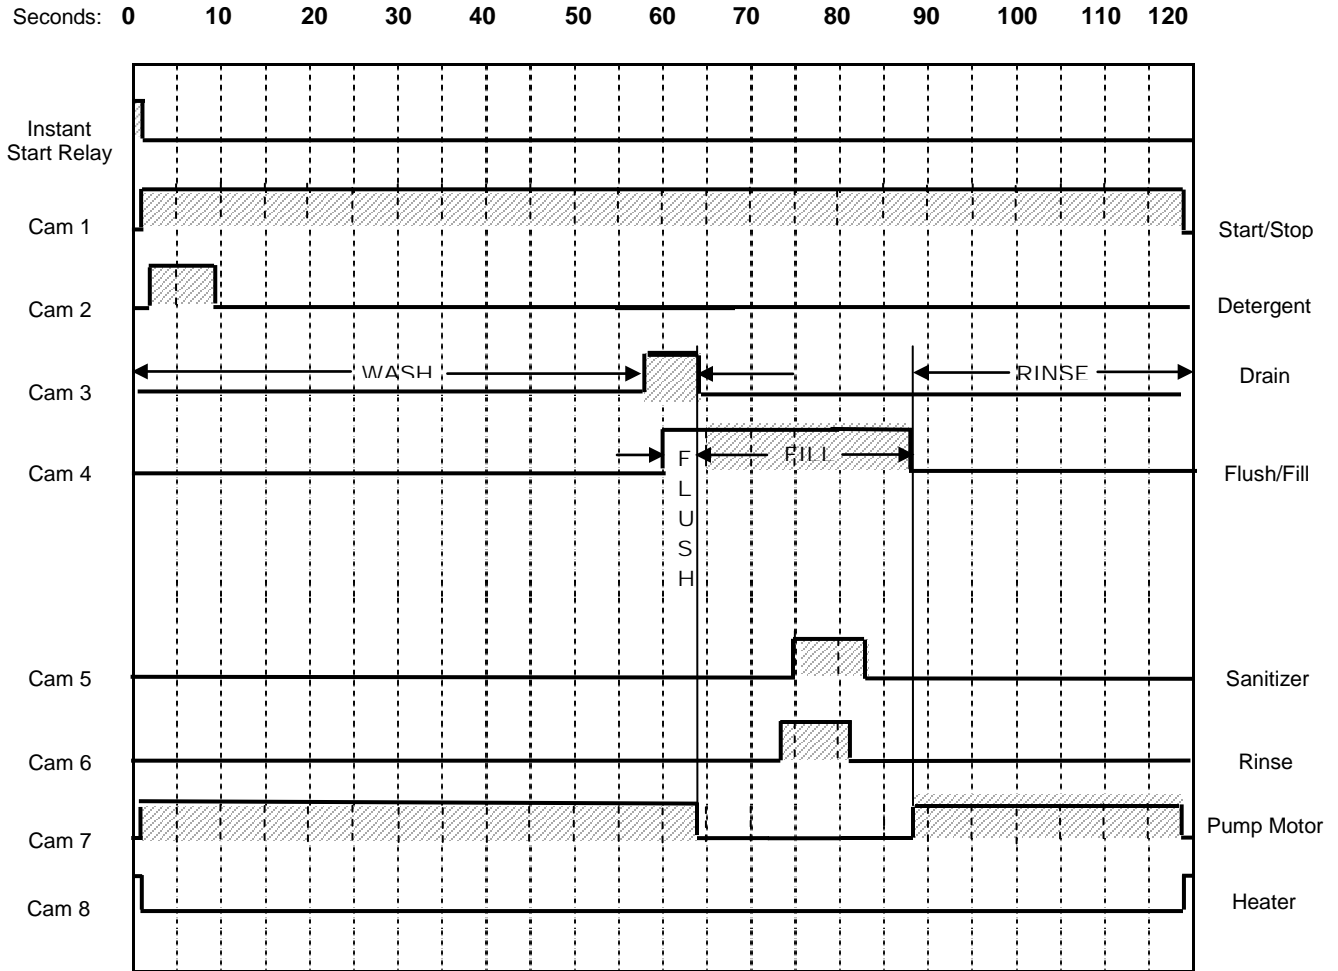 Seconds: 0 10 20 30 40 50 60 70 80 90 100 110 120
Instant
Start Relay
Cam 1
Start/Stop
Cam 2
Detergent
WASH
RINSE
Cam 3
Drain
FILL
Cam 4
Flush/Fill
F
L
U
S
H
Cam 5
Sanitizer
Cam 6
Rinse
Cam 7
Pump Motor
Cam 8
Heater